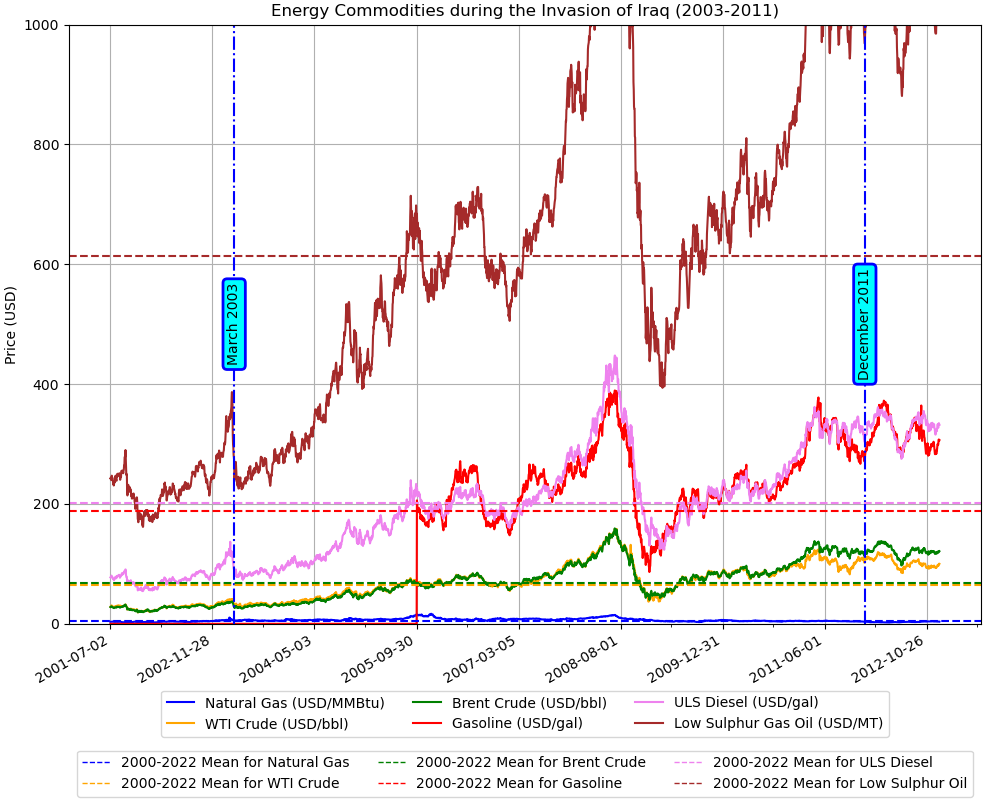 Energy Commodities during the Invasion of Iraq (2003-2011)
1000
800
600
400
200
0
Price (USD)
March 2003
December 2011
2001-07-02
2002-11-28
2004-05-03
2005-09-30
2007-03-05
2008-08-01
2009-12-31
2011-06-01
2012-10-26
Natural Gas (USD/MMBtu)
WTI Crude (USD/bbl)
Brent Crude (USD/bbl)
Gasoline (USD/gal)
ULS Diesel (USD/gal)
Low Sulphur Gas Oil (USD/MT)
2000-2022 Mean for Natural Gas
2000-2022 Mean for WTI Crude
2000-2022 Mean for Brent Crude
2000-2022 Mean for Gasoline
2000-2022 Mean for ULS Diesel
2000-2022 Mean for Low Sulphur Oil